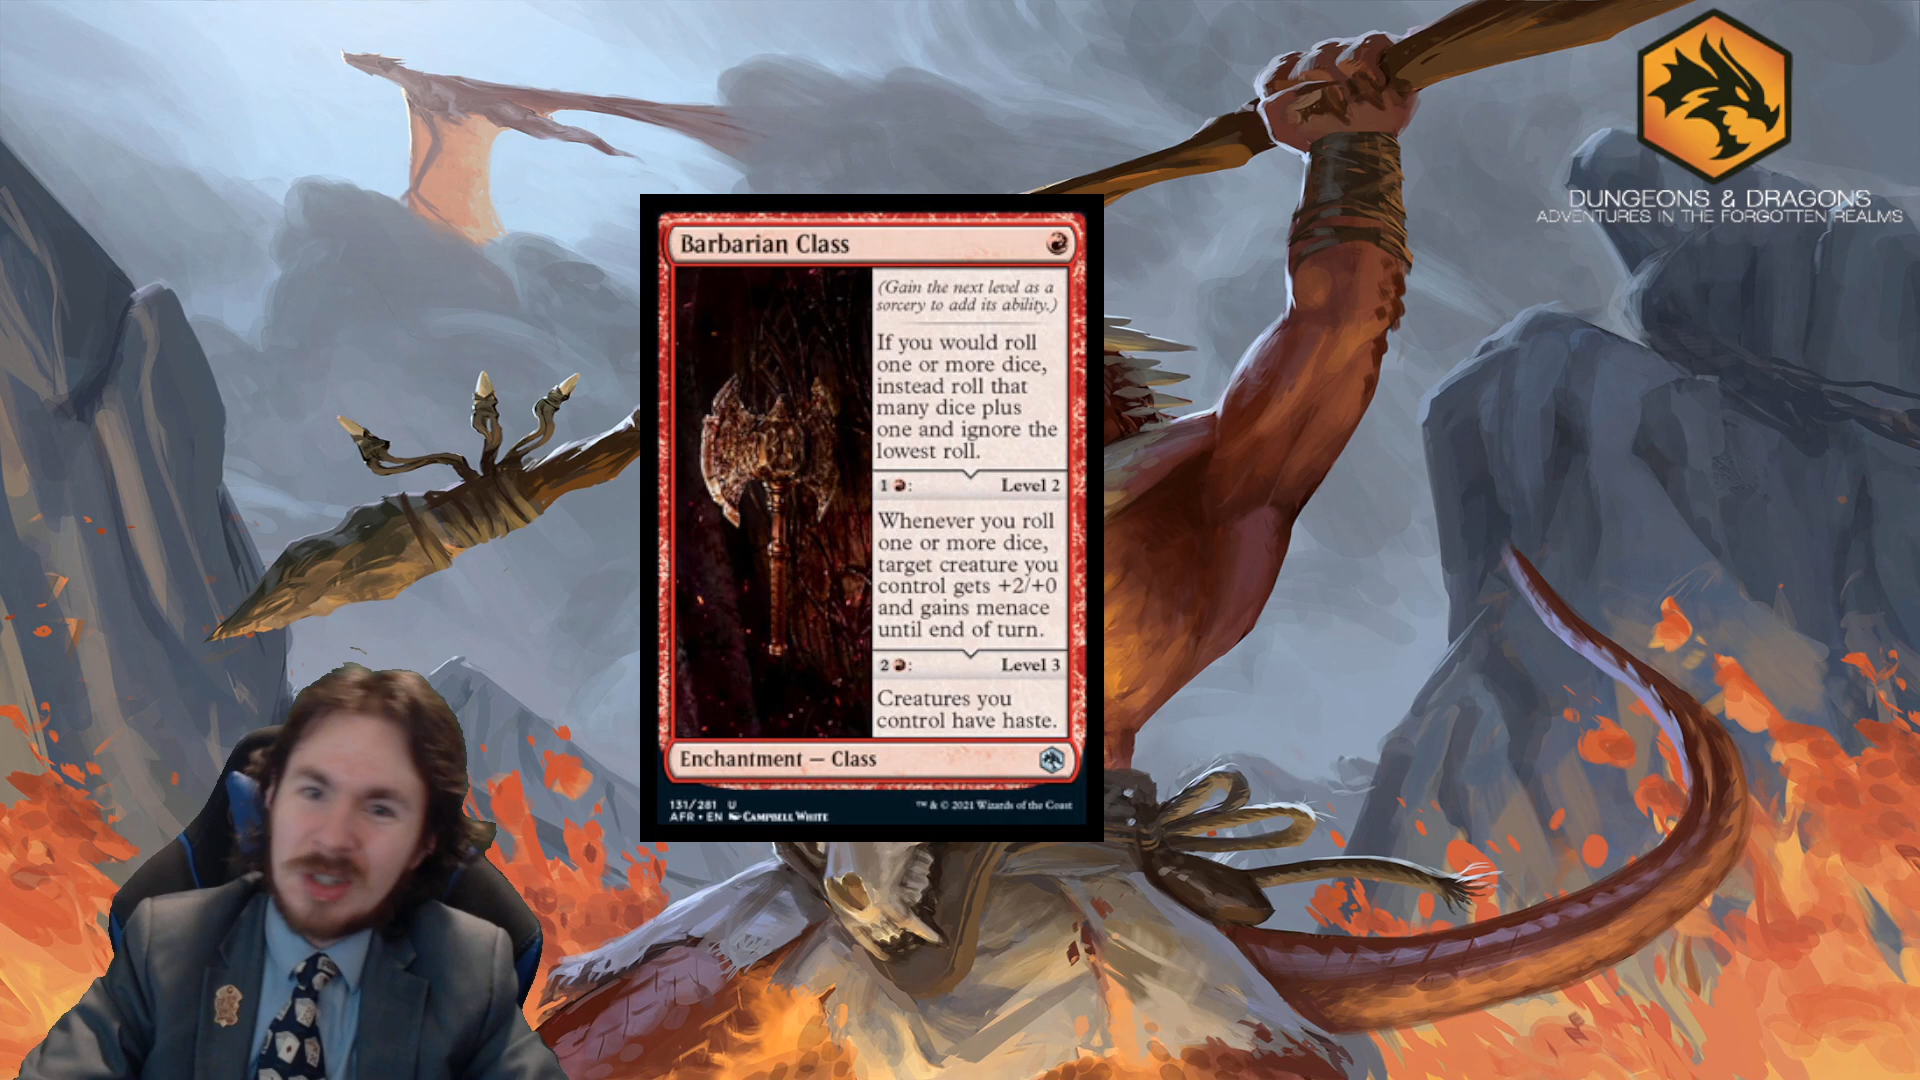 DUNGEONS & DRAGONS
ADVENTURES IN THE FORGOTTEN REALMS
Barbarian Class
(Gain the next level as a
sorcery to add its ability.)
If you would roll
one or more dice,
instead roll that
many dice plus
one and ignore the
lowest roll.
1 : Level 2
Whenever you roll
one or more dice,
target creature you
control gets +2/+0
and gains menace
until end of turn.
2 : Level 3
Creatures you
control have haste.
Enchantment — Class
131/281 U
AFR • EN CAMPBELL WHITE
™ & © 2021 Wizards of the Coast